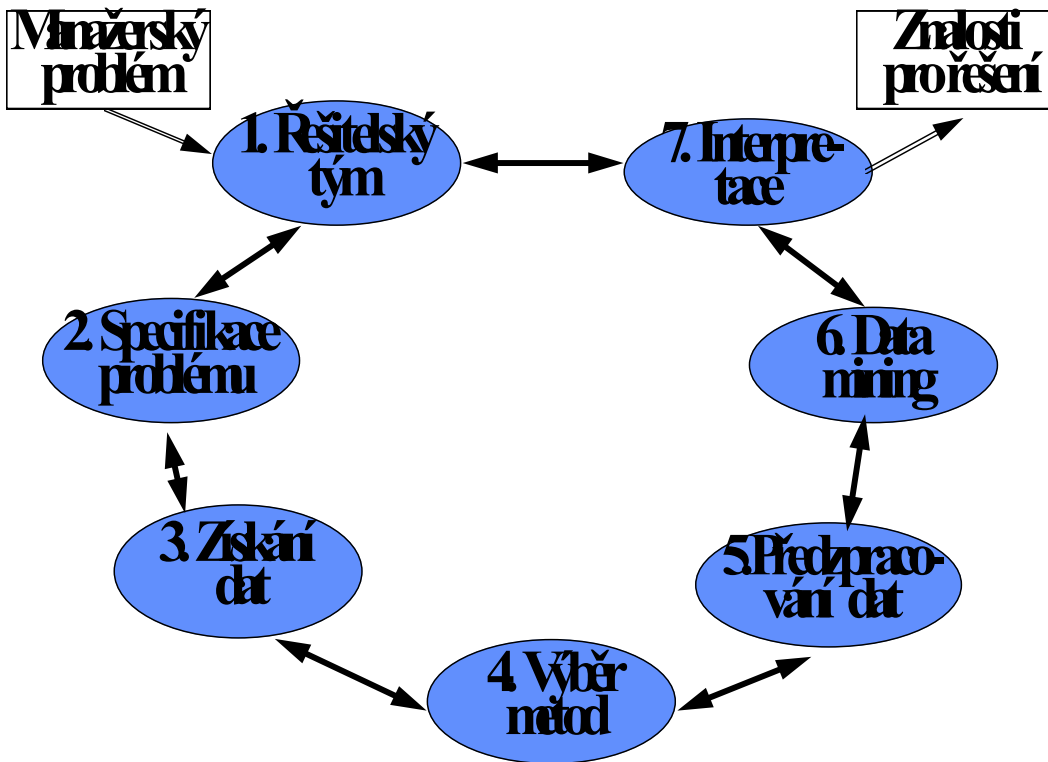 Manažerský
problém
Znalosti
pro řešení
1. Řešitelský
tým
7. Interpre-
tace
2. Specifikace
problému
6. Data
mining
3. Získání
dat
5.Předzpraco-
vání dat
4. Výběr
metod